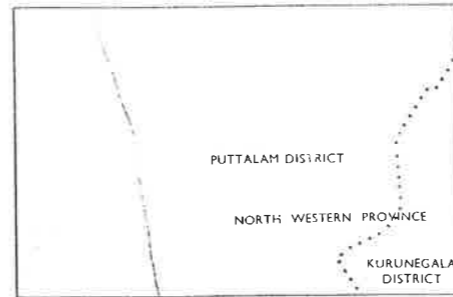 PUTTALAM DISTRICT
NORTH WESTERN PROVINCE
KURUNEGALA
DISTRICT